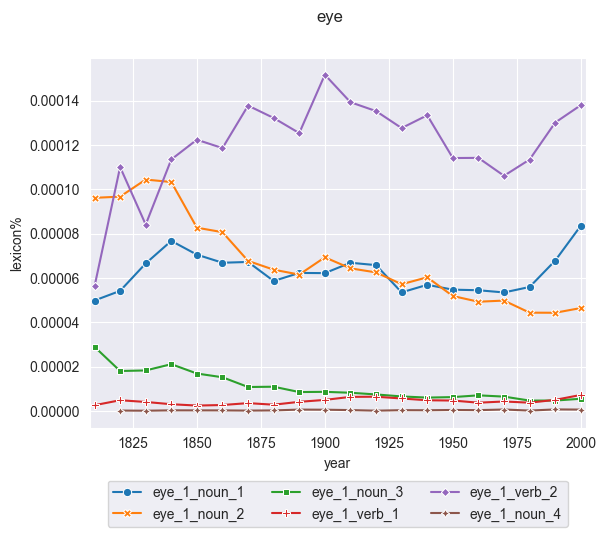 eye
0.00014
0.00012
0.00010
0.00008
0.00006
0.00004
0.00002
0.00000
lexicon%
1825 1850 1875 1900 1925 1950 1975 2000
year
eye_1_noun_1 eye_1_noun_3 eye_1_verb_2
eye_1_noun_2 eye_1_verb_1 eye_1_noun_4